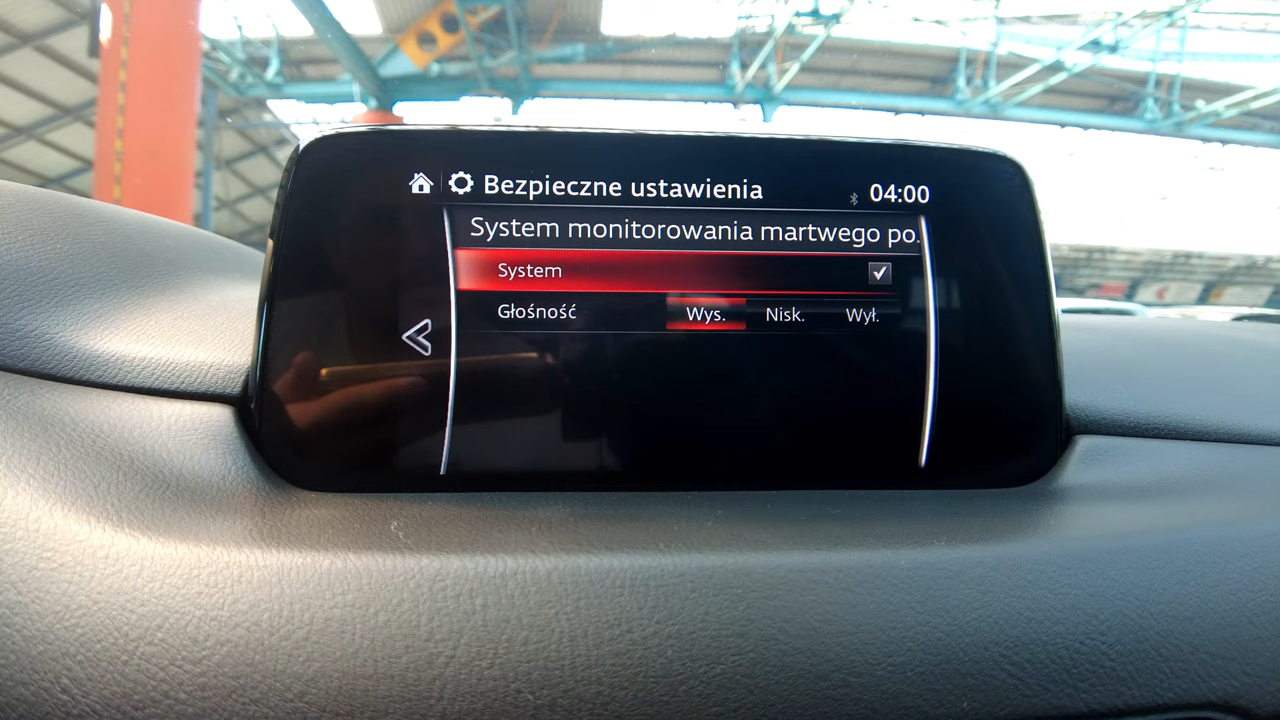 Bezpieczne ustawienia 04:00
System monitorowania martwego po.
System
Głośność Wys. Nisk. Wył.